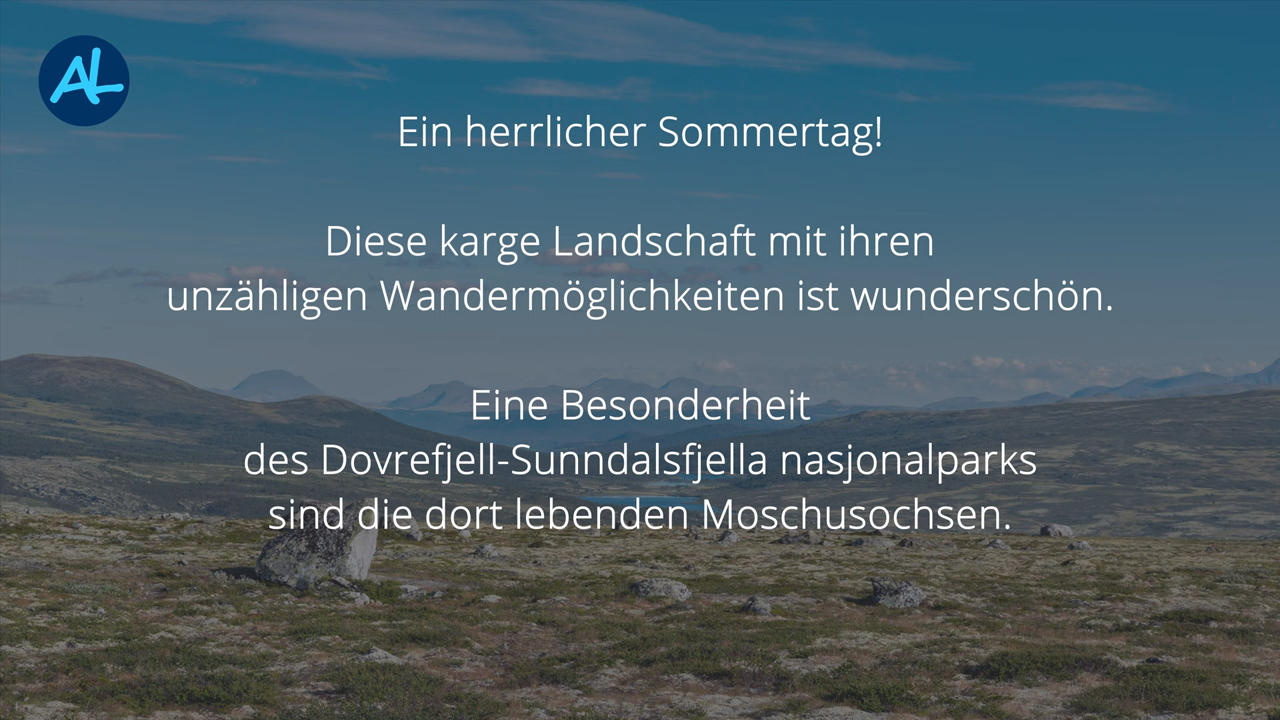 AL
Ein herrlicher Sommertag!
Diese karge Landschaft mit ihren
unzähligen Wandermöglichkeiten ist wunderschön.
Eine Besonderheit
des Dovrefjell-Sunndalsfjella nasjonalparks
sind die dort lebenden Moschusochsen.